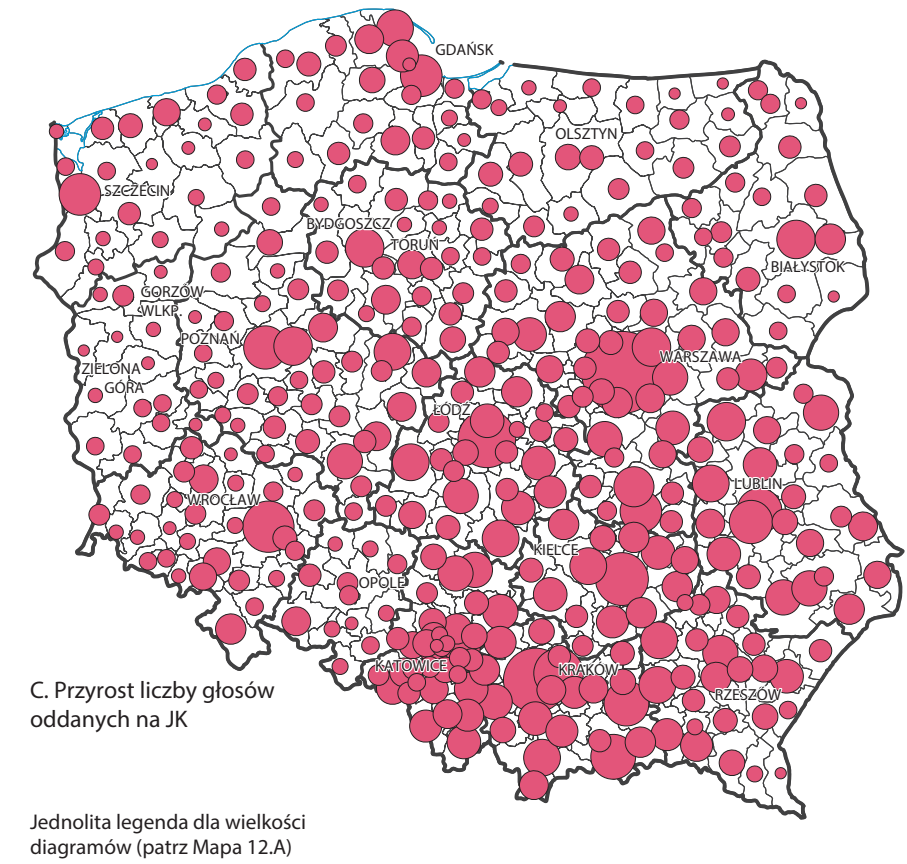 GDAŃSK
OLSZTYN
SZCZECIN
BYDGOSZCZ
TORUŃ
BIAŁYSTOK
GORZÓW
WLKP.
POZNAŃ
WARSZAWA
ZIELONA
GÓRA
ŁÓDŹ
LUBLIN
WROCŁAW
KIELCE
OPOLE
KATOWICE
KRAKÓW
RZESZÓW
C. Przyrost liczby głosów
oddanych na JK
Jednolita legenda dla wielkości
diagramów (patrz Mapa 12.A)